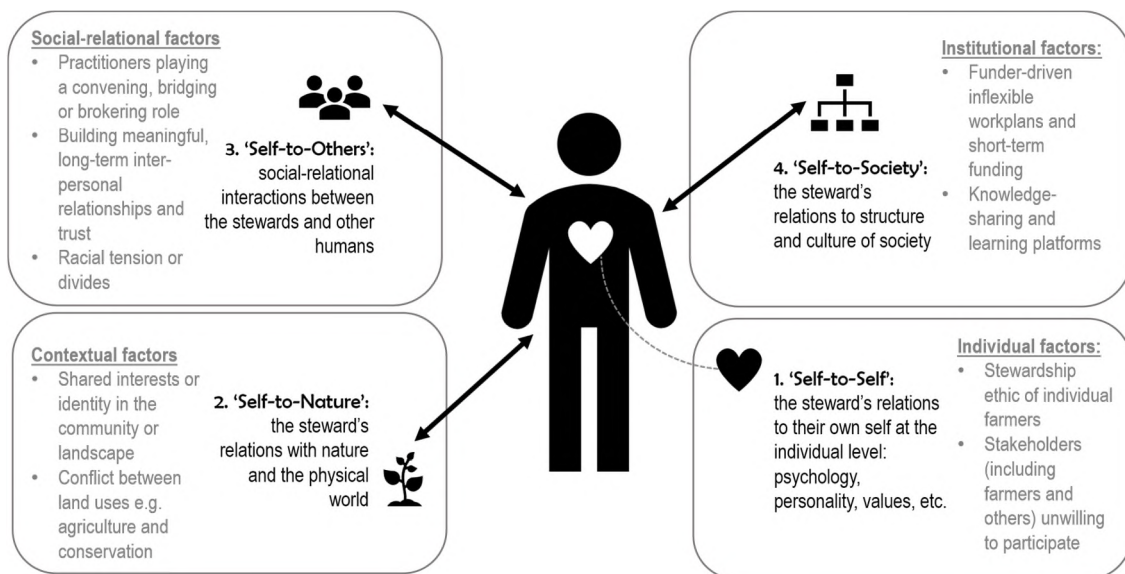 Social-relational factors
• Practitioners playing
a convening, bridging
or brokering role
• Building meaningful,
long-term inter-
personal
relationships and
trust
• Racial tension or
divides
3. ‘Self-to-Others’:
social-relational
interactions between
the stewards and other
humans
Institutional factors:
• Funder-driven
inflexible
workplans and
short-term
funding
• Knowledge-
sharing and
learning platforms
4. ‘Self-to-Society’:
the steward’s
relations to structure
and culture of society
Contextual factors
• Shared interests or
identity in the
community or
landscape
• Conflict between
land uses e.g.
agriculture and
conservation
2. ‘Self-to-Nature’:
the steward’s
relations with nature
and the physical
world
1. ‘Self-to-Self’:
the steward’s relations
to their own self at the
individual level:
psychology,
personality, values, etc.
Individual factors:
• Stewardship
ethic of individual
farmers
• Stakeholders
(including
farmers and
others) unwilling
to participate